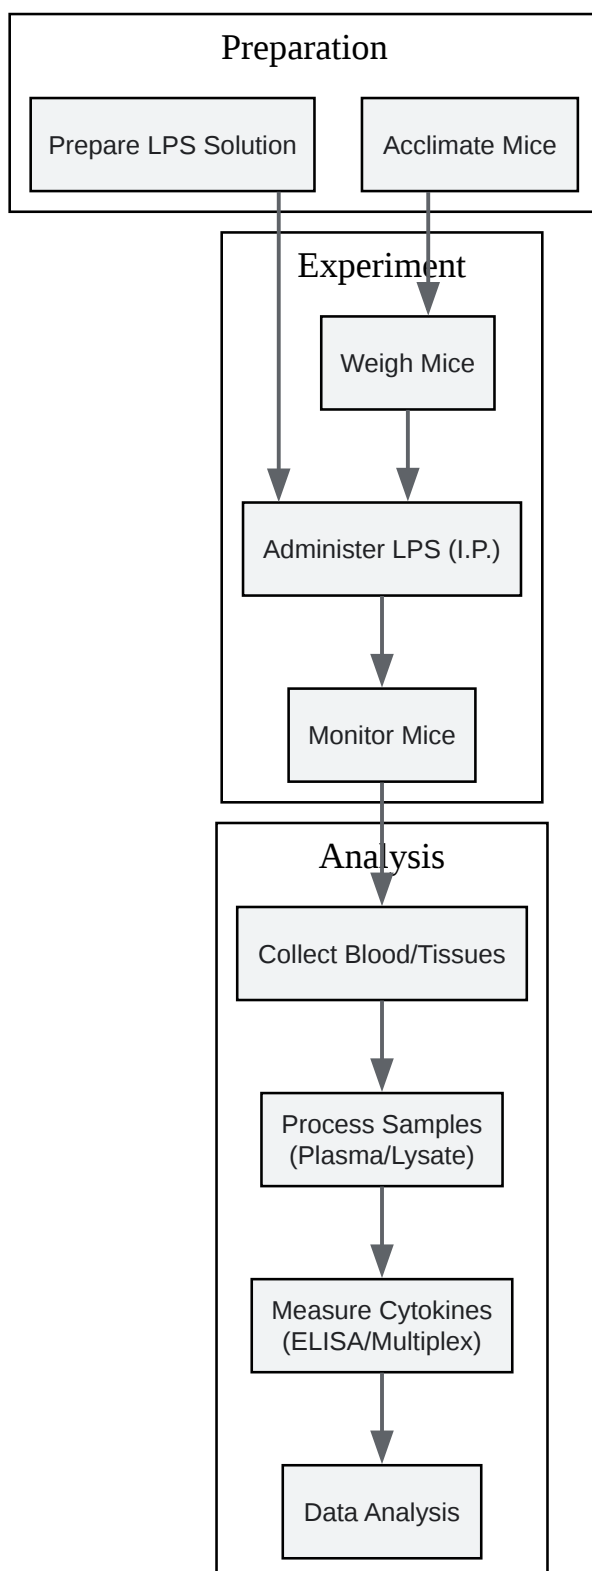 Preparation
Prepare LPS Solution
Acclimate Mice
Experiment
Weigh Mice
Administer LPS (I.P.)
Monitor Mice
Analysis
Collect Blood/Tissues
Process Samples
(Plasma/Lysate)
Measure Cytokines
(ELISA/Multiplex)
Data Analysis